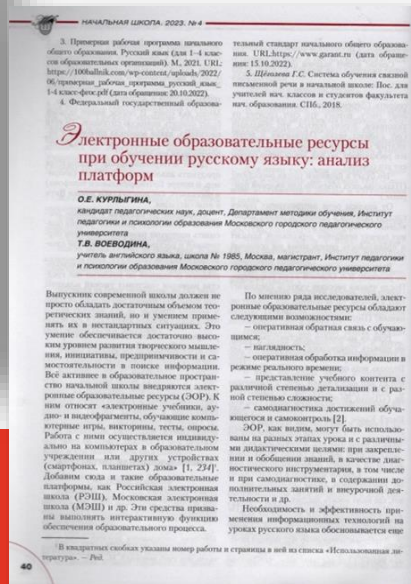 НАЧАЛЬНАЯ ШКОЛА. 2023. № 4
3. Примерная рабочая программа начального
общего образования. Русский язык (для 1–4 клас-
сов образовательных организаций). М., 2021. URL:
https://100ballnik.com/wp-content/uploads/2022/
06/примерная_рабочая_программа_русский_язык_
1-4 класс-фгос.pdf (дата обращения: 20.10.2022).
4. Федеральный государственный образова-
тельный стандарт начального общего образова-
ния. URL:https://www.garant.ru (дата обраще-
ния: 15.10.2022).
5. Щёголева Г.С. Система обучения связной
письменной речи в начальной школе: Пос. для
учителей нач. классов и студентов факультета
нач. образования. СПб., 2018.
Электронные образовательные ресурсы
при обучении русскому языку: анализ
платформ
О.Е. КУРЛЫГИНА,
кандидат педагогических наук, доцент, Департамент методики обучения, Институт
педагогики и психологии образования Московского городского педагогического
университета
Т.В. ВОЕВОДИНА,
учитель английского языка, школа № 1985, Москва, магистрант, Институт педагогики
и психологии образования Московского городского педагогического университета
Выпускник современной школы должен не
просто обладать достаточным объемом тео-
ретических знаний, но и умением приме-
нять их в нестандартных ситуациях. Это
умение обеспечивается достаточно высо-
ким уровнем развития творческого мышле-
ния, инициативы, предприимчивости и са-
мостоятельности в поиске информации.
Всё активнее в образовательное простран-
ство начальной школы внедряются элект-
ронные образовательные ресурсы (ЭОР). К
ним относят «электронные учебники, ау-
дио- и видеофрагменты, обучающие компь-
ютерные игры, викторины, тесты, опросы.
Работа с ними осуществляется индивиду-
ально на компьютерах в образовательном
учреждении или других устройствах
(смартфонах, планшетах) дома» [1, 234]¹.
Добавим сюда и такие образовательные
платформы, как Российская электронная
школа (РЭШ), Московская электронная
школа (МЭШ) и др. Эти средства призва-
ны выполнять интерактивную функцию
обеспечения образовательного процесса.
По мнению ряда исследователей, элект-
ронные образовательные ресурсы обладают
следующими возможностями:
– оперативная обратная связь с обучаю-
щимся;
– наглядность;
– оперативная обработка информации в
режиме реального времени;
– представление учебного контента с
различной степенью детализации и с раз-
ной степенью сложности;
– самодиагностика достижений обуча-
ющегося и самоконтроль [2].
ЭОР, как видим, могут быть использо-
ваны на разных этапах урока и с различны-
ми дидактическими целями: при закрепле-
нии и обобщении знаний, в качестве диаг-
ностического инструментария, в том числе
и при самодиагностике, в содержании до-
полнительных занятий и внеурочной дея-
тельности и др.
Необходимость и эффективность при-
менения информационных технологий на
уроках русского языка обосновывается еще
¹ В квадратных скобках указаны номер работы и страницы в ней из списка «Использованная ли-
тература». – Ред.
40